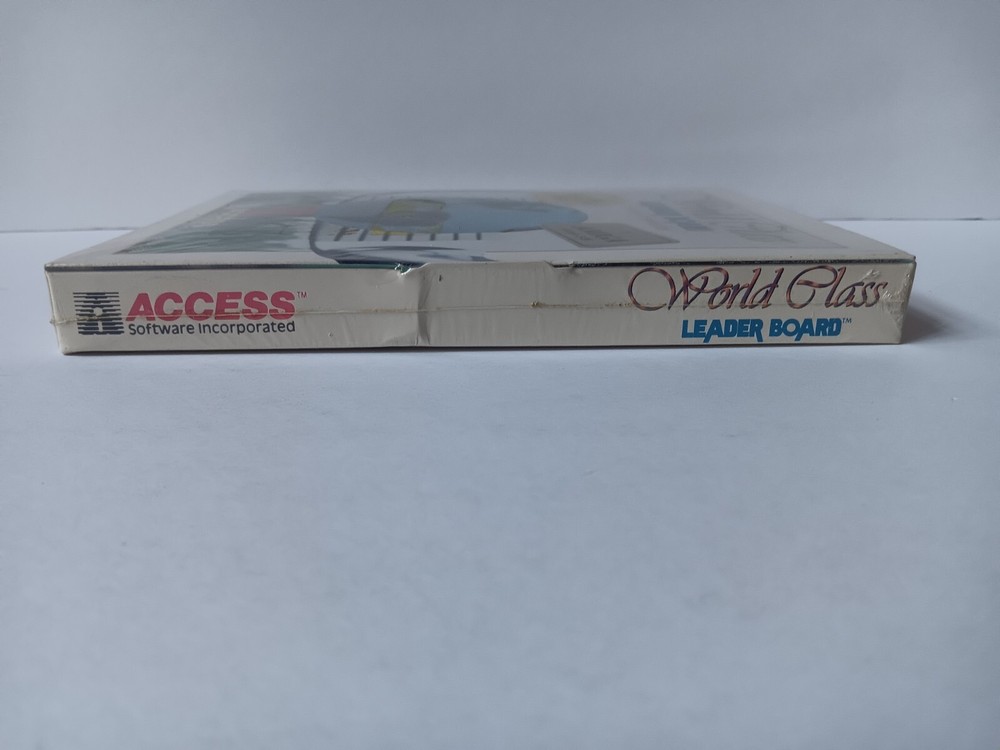 ACCESS™
Software Incorporated
World Class
LEADER BOARD™